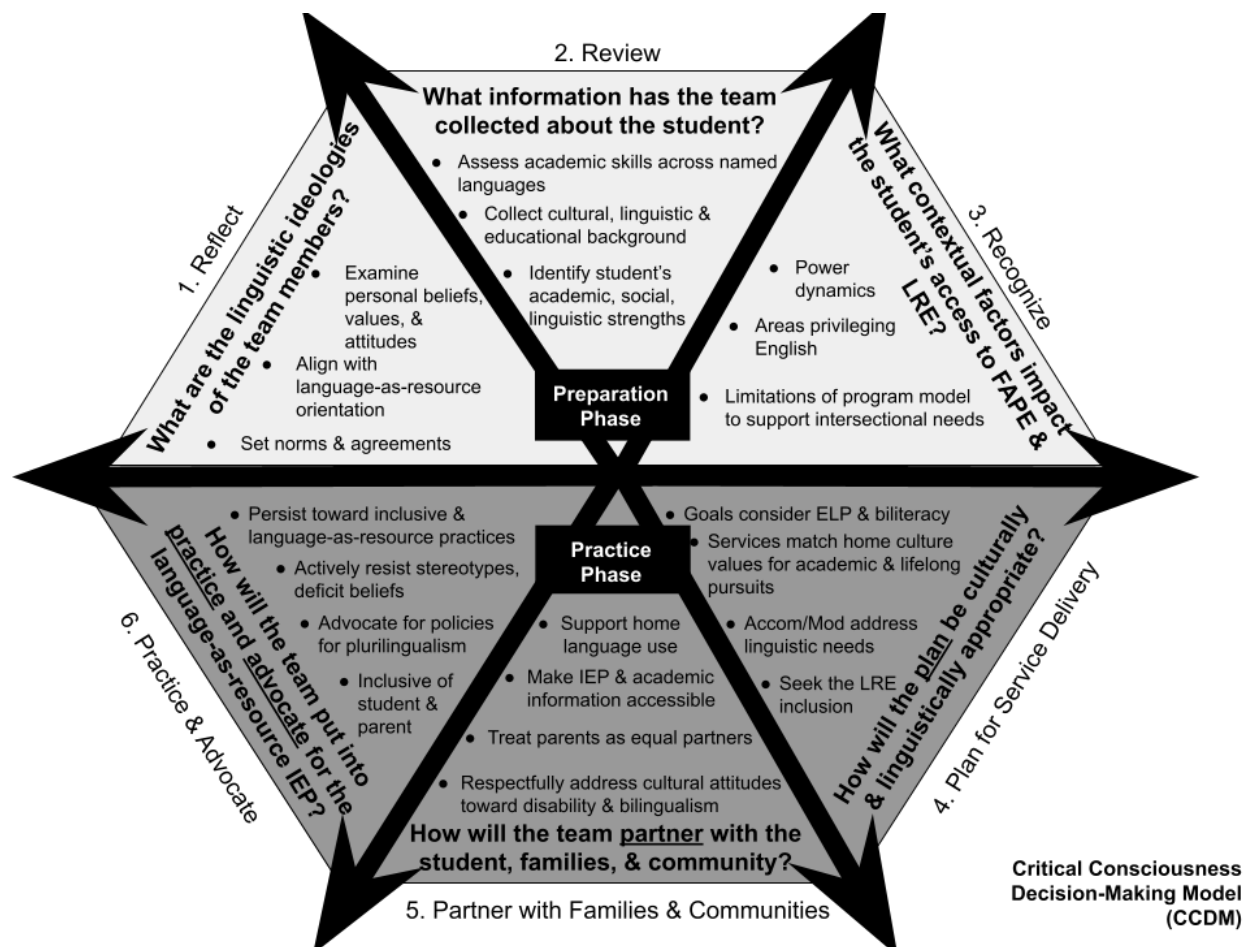 1. Reflect
What are the linguistic ideologies
of the team members?
● Examine
personal beliefs,
values, &
attitudes
● Align with
language-as-resource
orientation
● Set norms & agreements
2. Review
What information has the team
collected about the student?
● Assess academic skills across named
languages
● Collect cultural, linguistic &
educational background
● Identify student's
academic, social,
linguistic strengths
3. Recognize
What contextual factors impact
the student's access to FAPE &
LRE?
● Power
dynamics
● Areas privileging
English
● Limitations of program model
to support intersectional needs
Preparation
Phase
Practice
Phase
4. Plan for Service Delivery
How will the plan be culturally
& linguistically appropriate?
● Goals consider ELP & biliteracy
● Services match home culture
values for academic & lifelong
pursuits
● Accom/Mod address
linguistic needs
● Seek the LRE
inclusion
● Support home
language use
● Make IEP & academic
information accessible
● Treat parents as equal partners
● Respectfully address cultural attitudes
toward disability & bilingualism
How will the team partner with the
student, families, & community?
5. Partner with Families & Communities
6. Practice & Advocate
How will the team put into
practice and advocate for the
language-as-resource IEP?
● Persist toward inclusive &
language-as-resource practices
● Actively resist stereotypes,
deficit beliefs
● Advocate for policies
for plurilingualism
● Inclusive of
student &
parent
Critical Consciousness
Decision-Making Model
(CCDM)